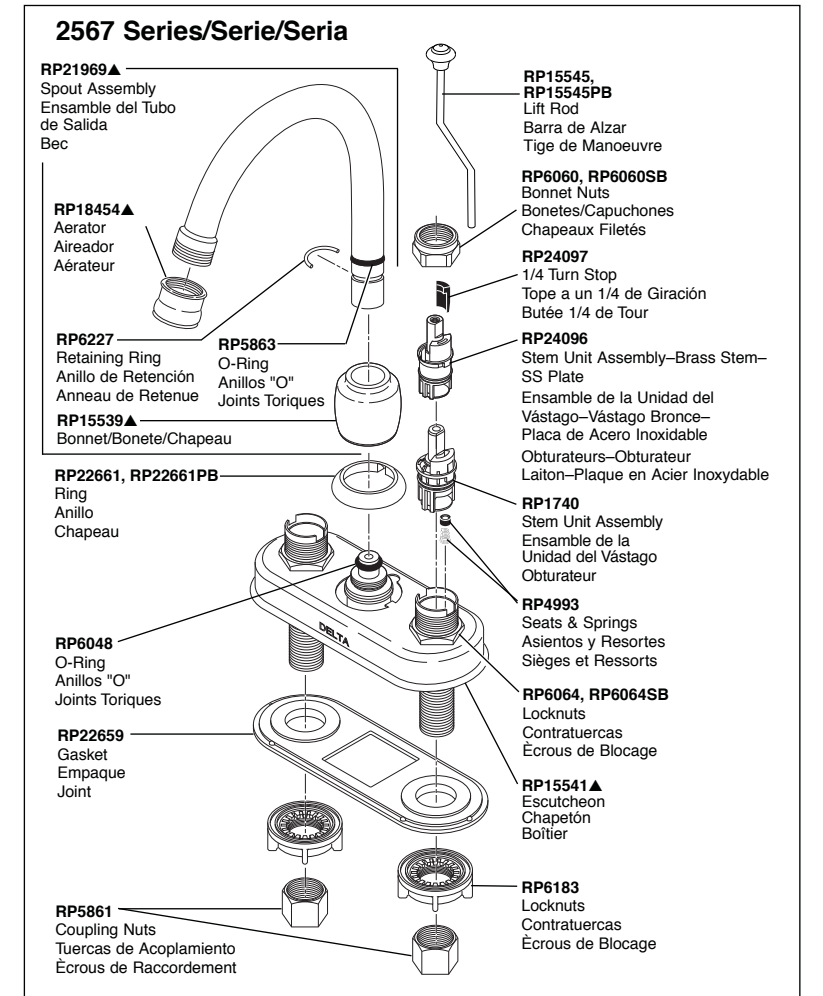 2567 Series/Serie/Seria
RP21969▲
Spout Assembly
Ensamble del Tubo
de Salida
Bec
RP18454▲
Aerator
Aireador
Aérateur
RP6227
Retaining Ring
Anillo de Retención
Anneau de Retenue
RP5863
O-Ring
Anillos "O"
Joints Toriques
RP15539▲
Bonnet/Bonete/Chapeau
RP22661, RP22661PB
Ring
Anillo
Chapeau
RP6048
O-Ring
Anillos "O"
Joints Toriques
RP22659
Gasket
Empaque
Joint
RP5861
Coupling Nuts
Tuercas de Acoplamiento
Ècrous de Raccordement
DELTA
RP15545,
RP15545PB
Lift Rod
Barra de Alzar
Tige de Manoeuvre
RP6060, RP6060SB
Bonnet Nuts
Bonetes/Capuchones
Chapeaux Filetés
RP24097
1/4 Turn Stop
Tope a un 1/4 de Giración
Butée 1/4 de Tour
RP24096
Stem Unit Assembly–Brass Stem–
SS Plate
Ensamble de la Unidad del
Vástago–Vástago Bronce–
Placa de Acero Inoxidable
Obturateurs–Obturateur
Laiton–Plaque en Acier Inoxydable
RP1740
Stem Unit Assembly
Ensamble de la
Unidad del Vástago
Obturateur
RP4993
Seats & Springs
Asientos y Resortes
Sièges et Ressorts
RP6064, RP6064SB
Locknuts
Contratuercas
Ècrous de Blocage
RP15541▲
Escutcheon
Chapetón
Boîtier
RP6183
Locknuts
Contratuercas
Ècrous de Blocage